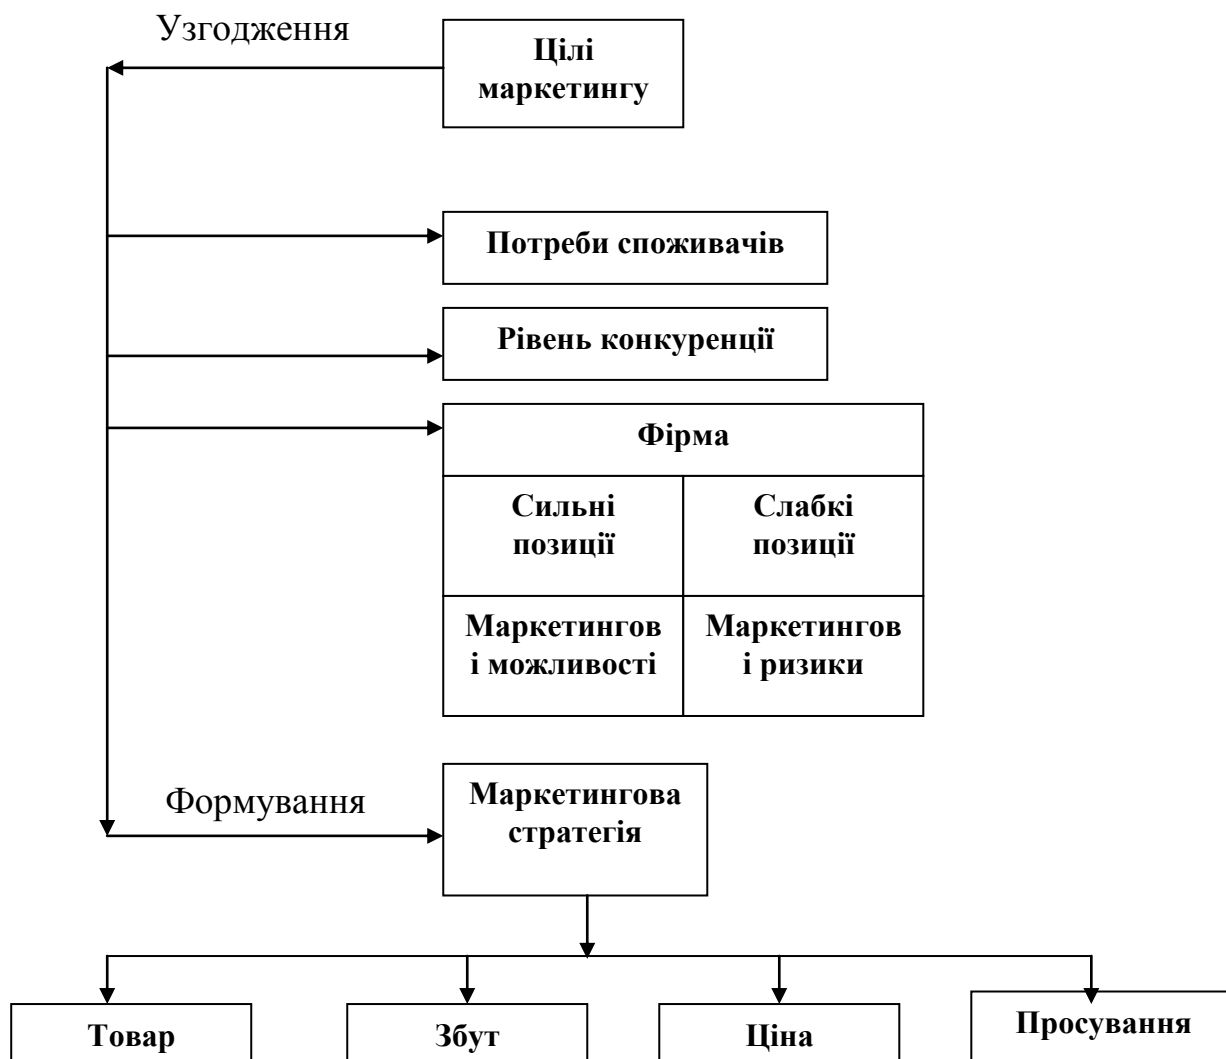 Узгодження
Цілі
маркетингу
Потреби споживачів
Рівень конкуренції
Фірма
Сильні
позиції
Слабкі
позиції
Маркетингов
і можливості
Маркетингов
і ризики
Формування
Маркетингова
стратегія
Товар
Збут
Ціна
Просування